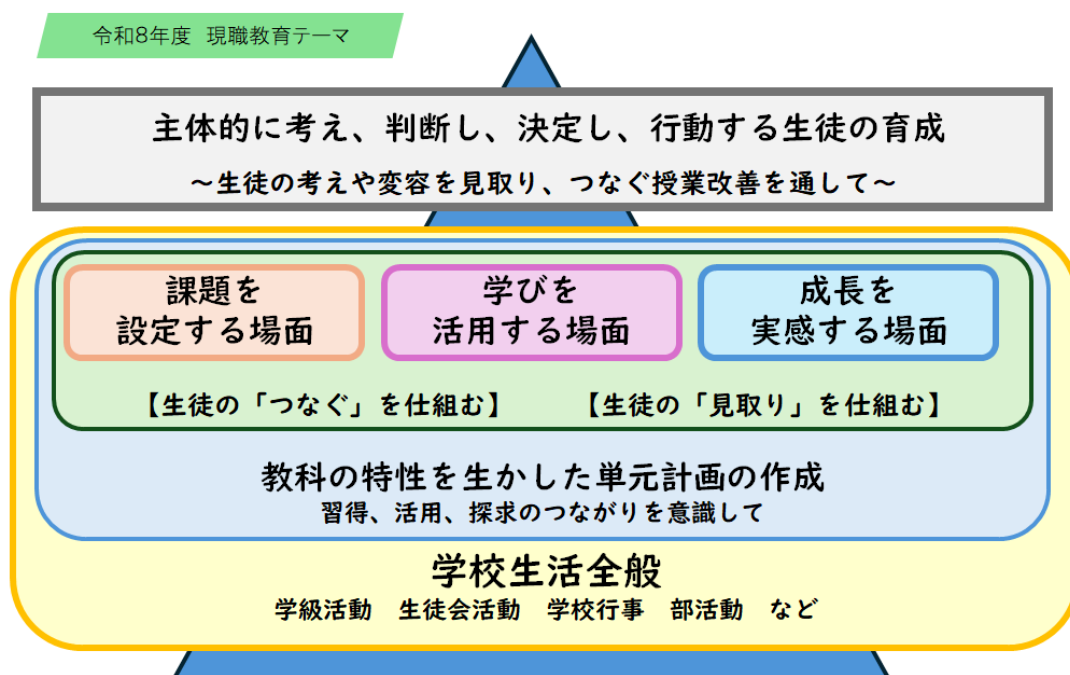 令和8年度 現職教育テーマ
主体的に考え、判断し、決定し、行動する生徒の育成
～生徒の考えや変容を見取り、つなぐ授業改善を通して～
課題を
設定する場面
学びを
活用する場面
成長を
実感する場面
【生徒の「つなぐ」を仕組む】
【生徒の「見取り」を仕組む】
教科の特性を生かした単元計画の作成
習得、活用、探求のつながりを意識して
学校生活全般
学級活動 生徒会活動 学校行事 部活動 など